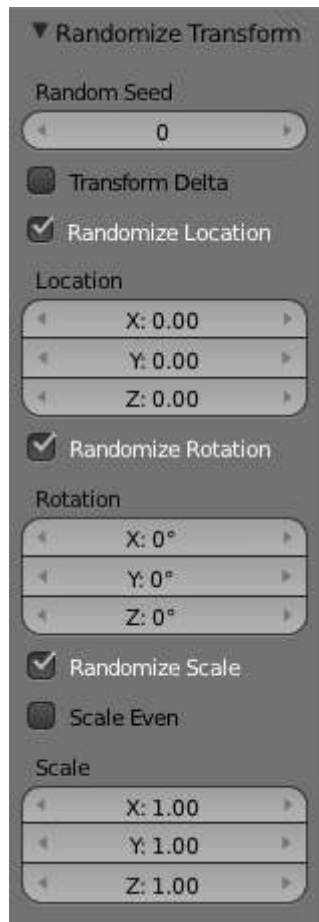 Randomize Transform
Random Seed
0
Transform Delta
Randomize Location
Location
X: 0.00
Y: 0.00
Z: 0.00
Randomize Rotation
Rotation
X: 0°
Y: 0°
Z: 0°
Randomize Scale
Scale Even
Scale
X: 1.00
Y: 1.00
Z: 1.00